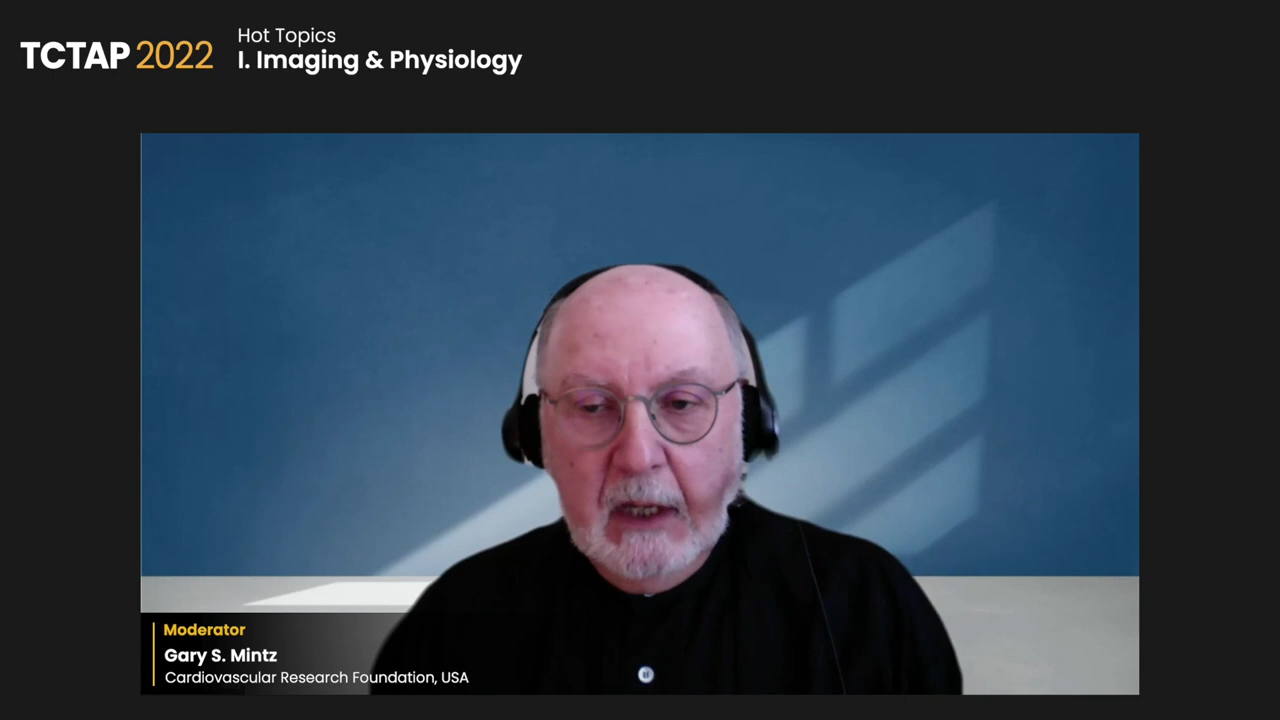 TCTAP 2022
Hot Topics
I. Imaging & Physiology
Moderator
Gary S. Mintz
Cardiovascular Research Foundation, USA